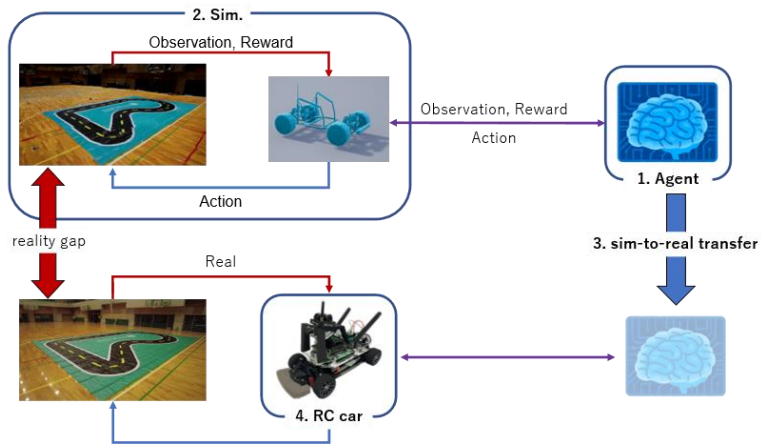 2. Sim.
Observation, Reward
Action
Observation, Reward
Action
1. Agent
reality gap
3. sim-to-real transfer
Real
4. RC car